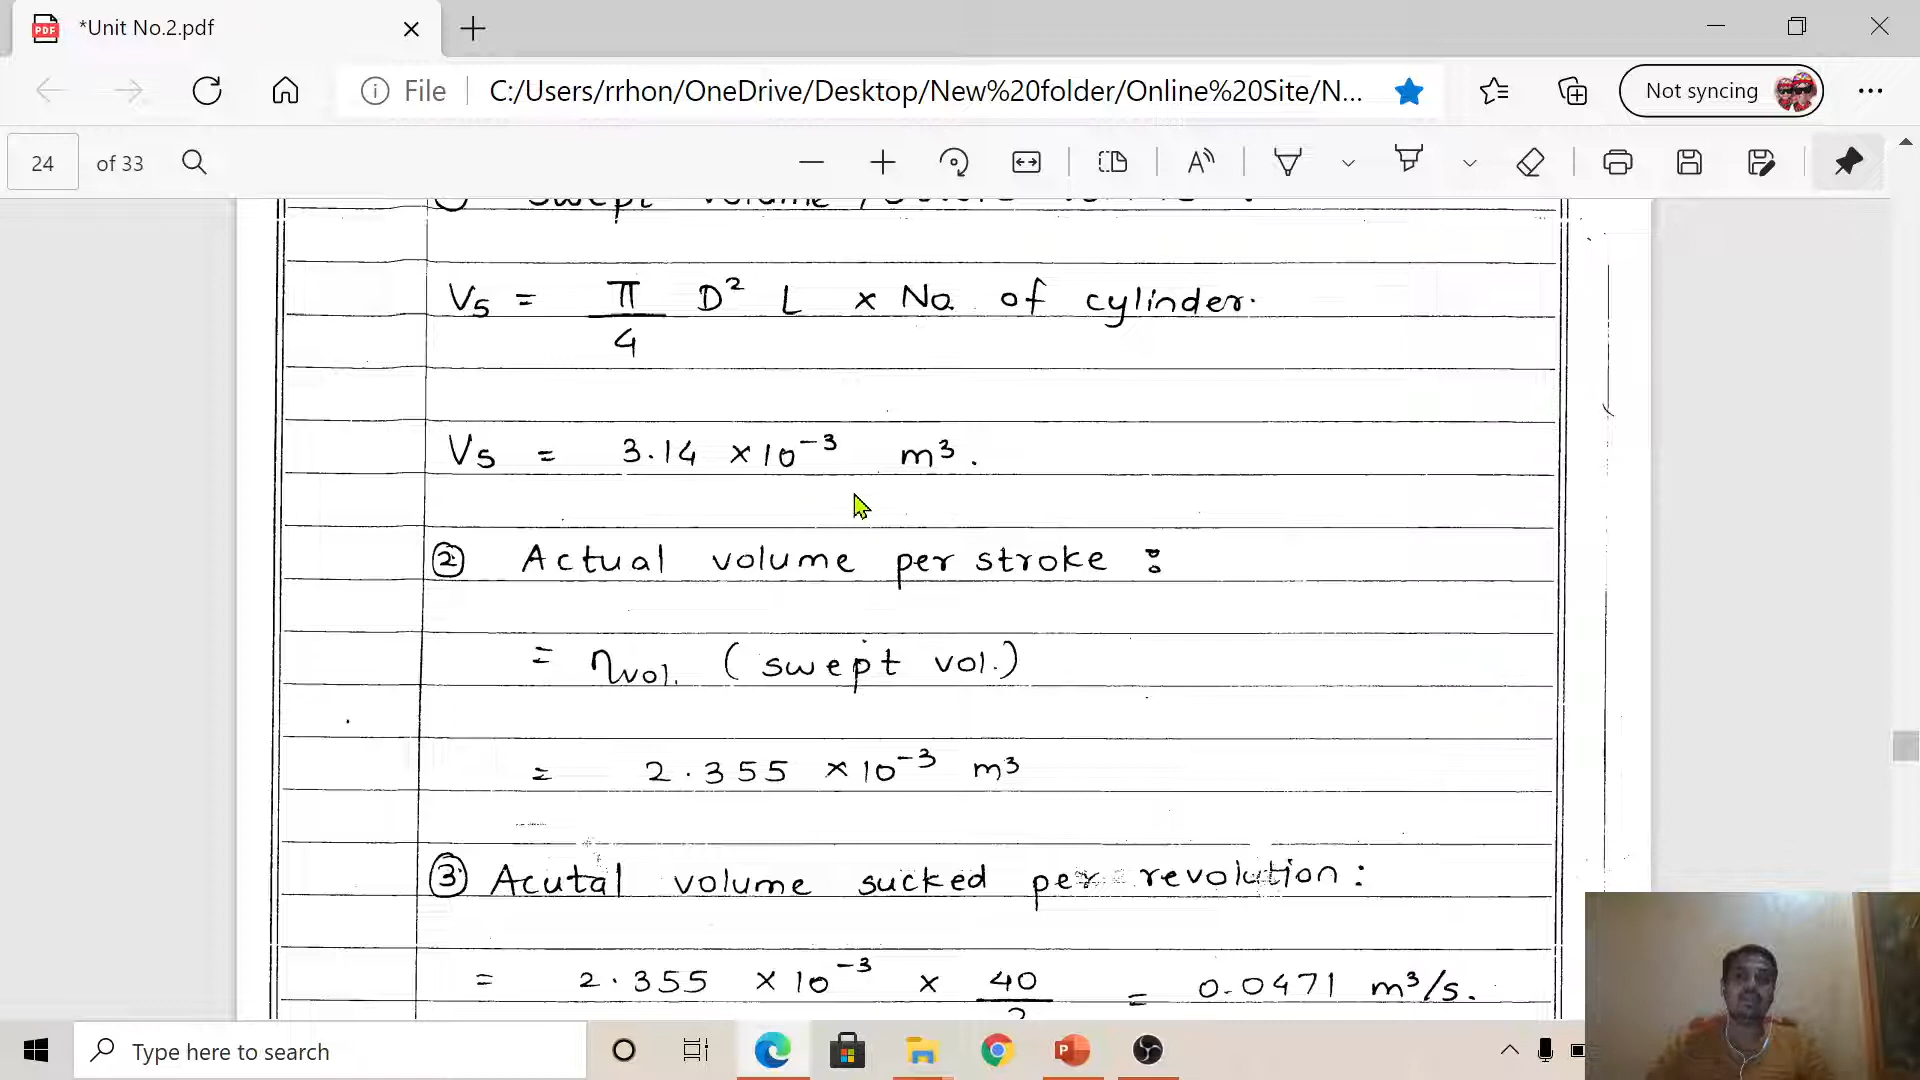 *Unit No.2.pdf
File
C:/Users/rrhon/OneDrive/Desktop/New%20folder/Online%20Site/N...
Not syncing
24 of 33
swept volume
Vs = π/4 D² L × No. of cylinder.
Vs = 3.14 ×10⁻³ m³.
② Actual volume per stroke :
= ηvol. ( swept vol.)
= 2.355 ×10⁻³ m³
③ Acutal volume sucked per revolution :
= 2.355 ×10⁻³ × 40/2 = 0.0471 m³/s.
Type here to search